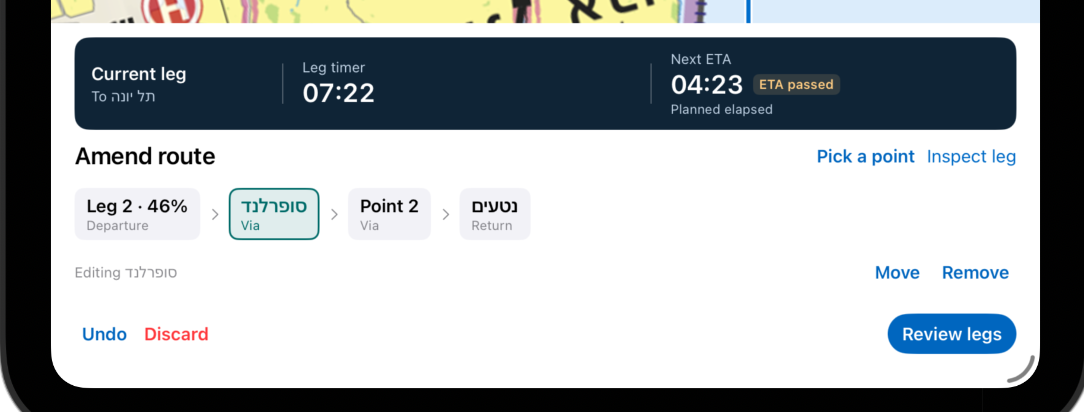 H
Current leg
To תל יונה
Leg timer
07:22
Next ETA
04:23 ETA passed
Planned elapsed
Amend route
Pick a point
Inspect leg
Leg 2 · 46%
Departure
סופרלנד
Via
Point 2
Via
נטעים
Return
Editing סופרלנד
Move
Remove
Undo
Discard
Review legs